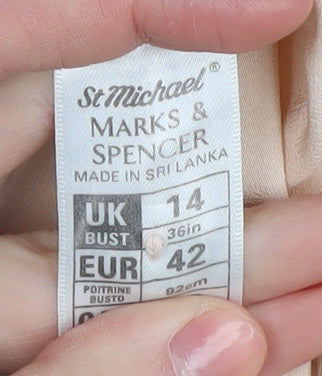 St Michael®
MARKS &
SPENCER
MADE IN SRI LANKA
UK 14
BUST 36in
EUR 42
POITRINE
BUSTO 92cm